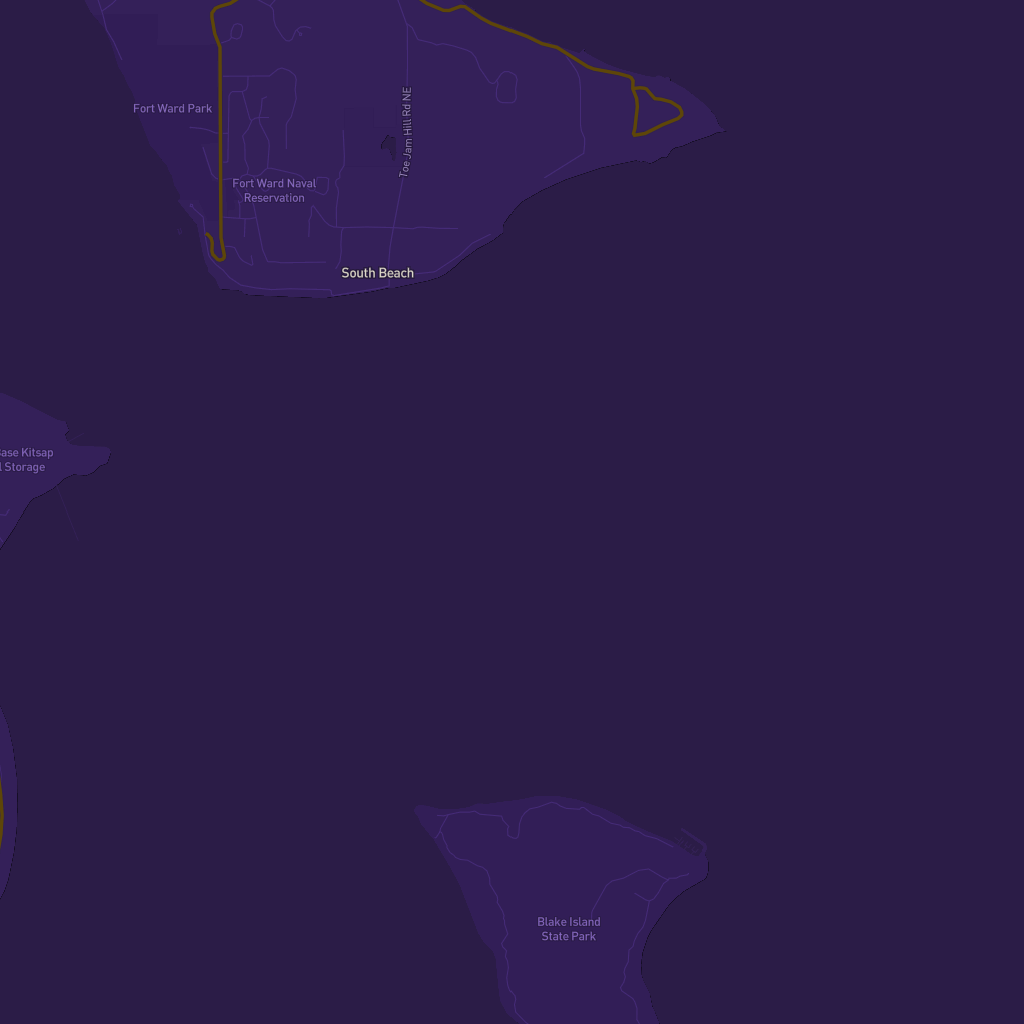 Fort Ward Park
Toe Jam Hill Rd NE
Fort Ward Naval
Reservation
South Beach
Base Kitsap
Storage
Blake Island
State Park